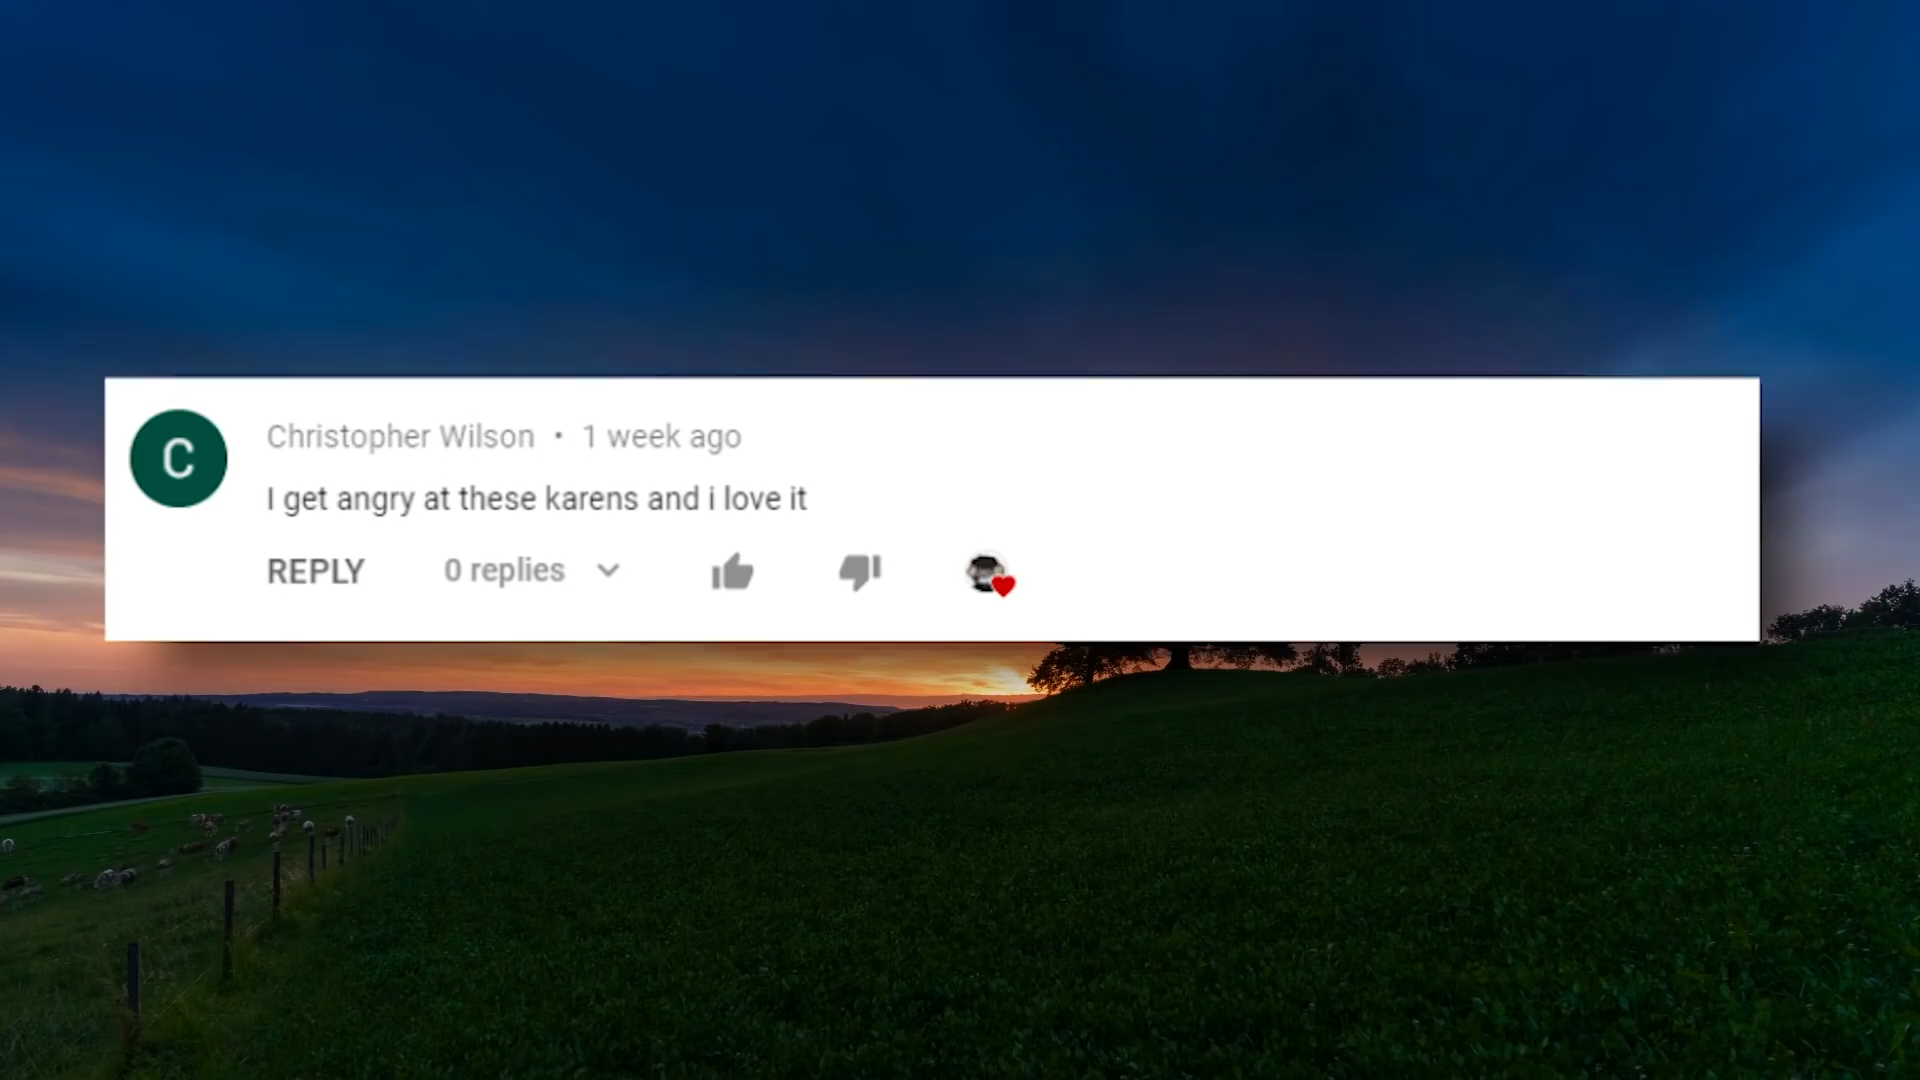 C
Christopher Wilson • 1 week ago
I get angry at these karens and i love it
REPLY 0 replies